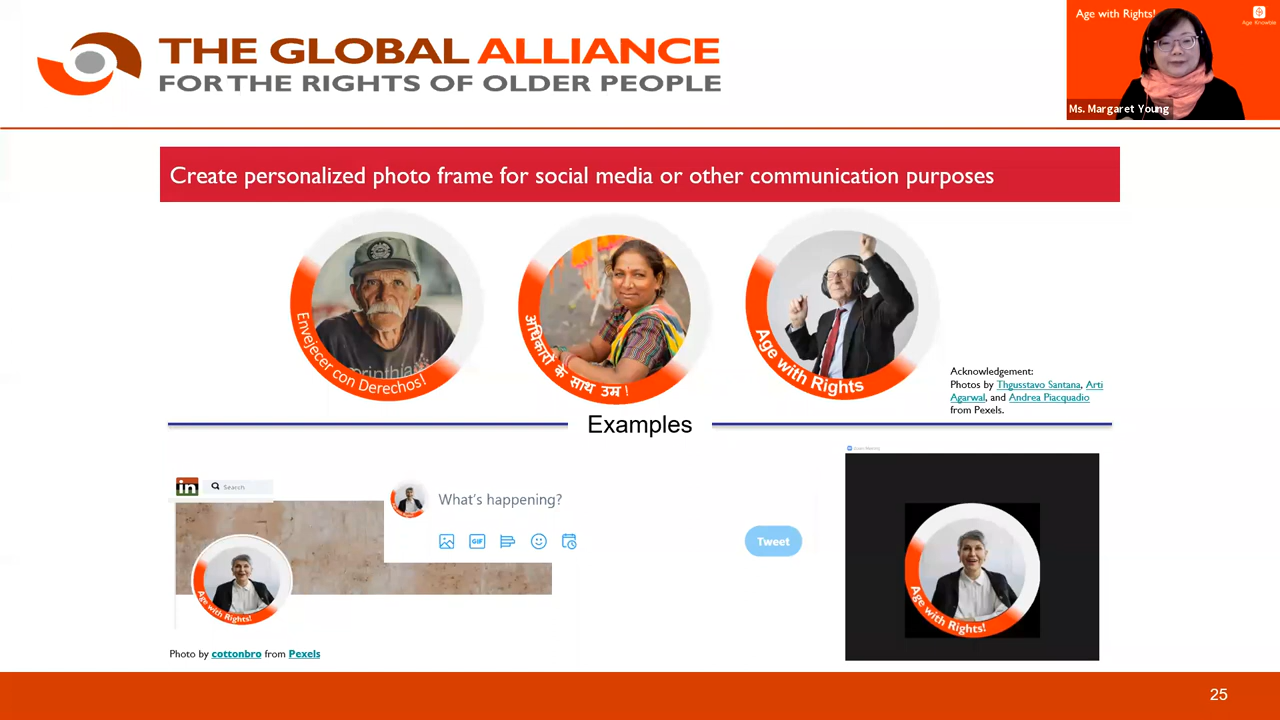 THE GLOBAL ALLIANCE
FOR THE RIGHTS OF OLDER PEOPLE
Age with Rights!
Ms. Margaret Young
Create personalized photo frame for social media or other communication purposes
Envejecer con Derechos!
अधिकारों के साथ उम्र!
Age with Rights
Acknowledgement:
Photos by Thgusstavo Santana, Arti
Agarwal, and Andrea Piacquadio
from Pexels.
Examples
in
Search
What's happening?
GIF
Tweet
Age with Rights!
Age with Rights!
Photo by cottonbro from Pexels
25